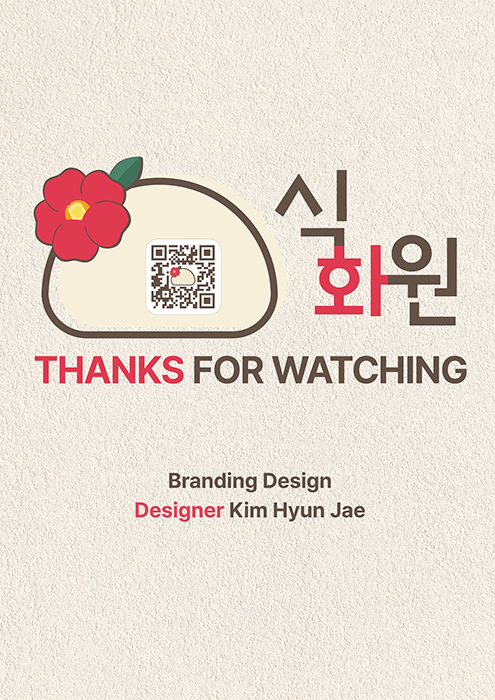 식
화원
THANKS FOR WATCHING
Branding Design
Designer Kim Hyun Jae